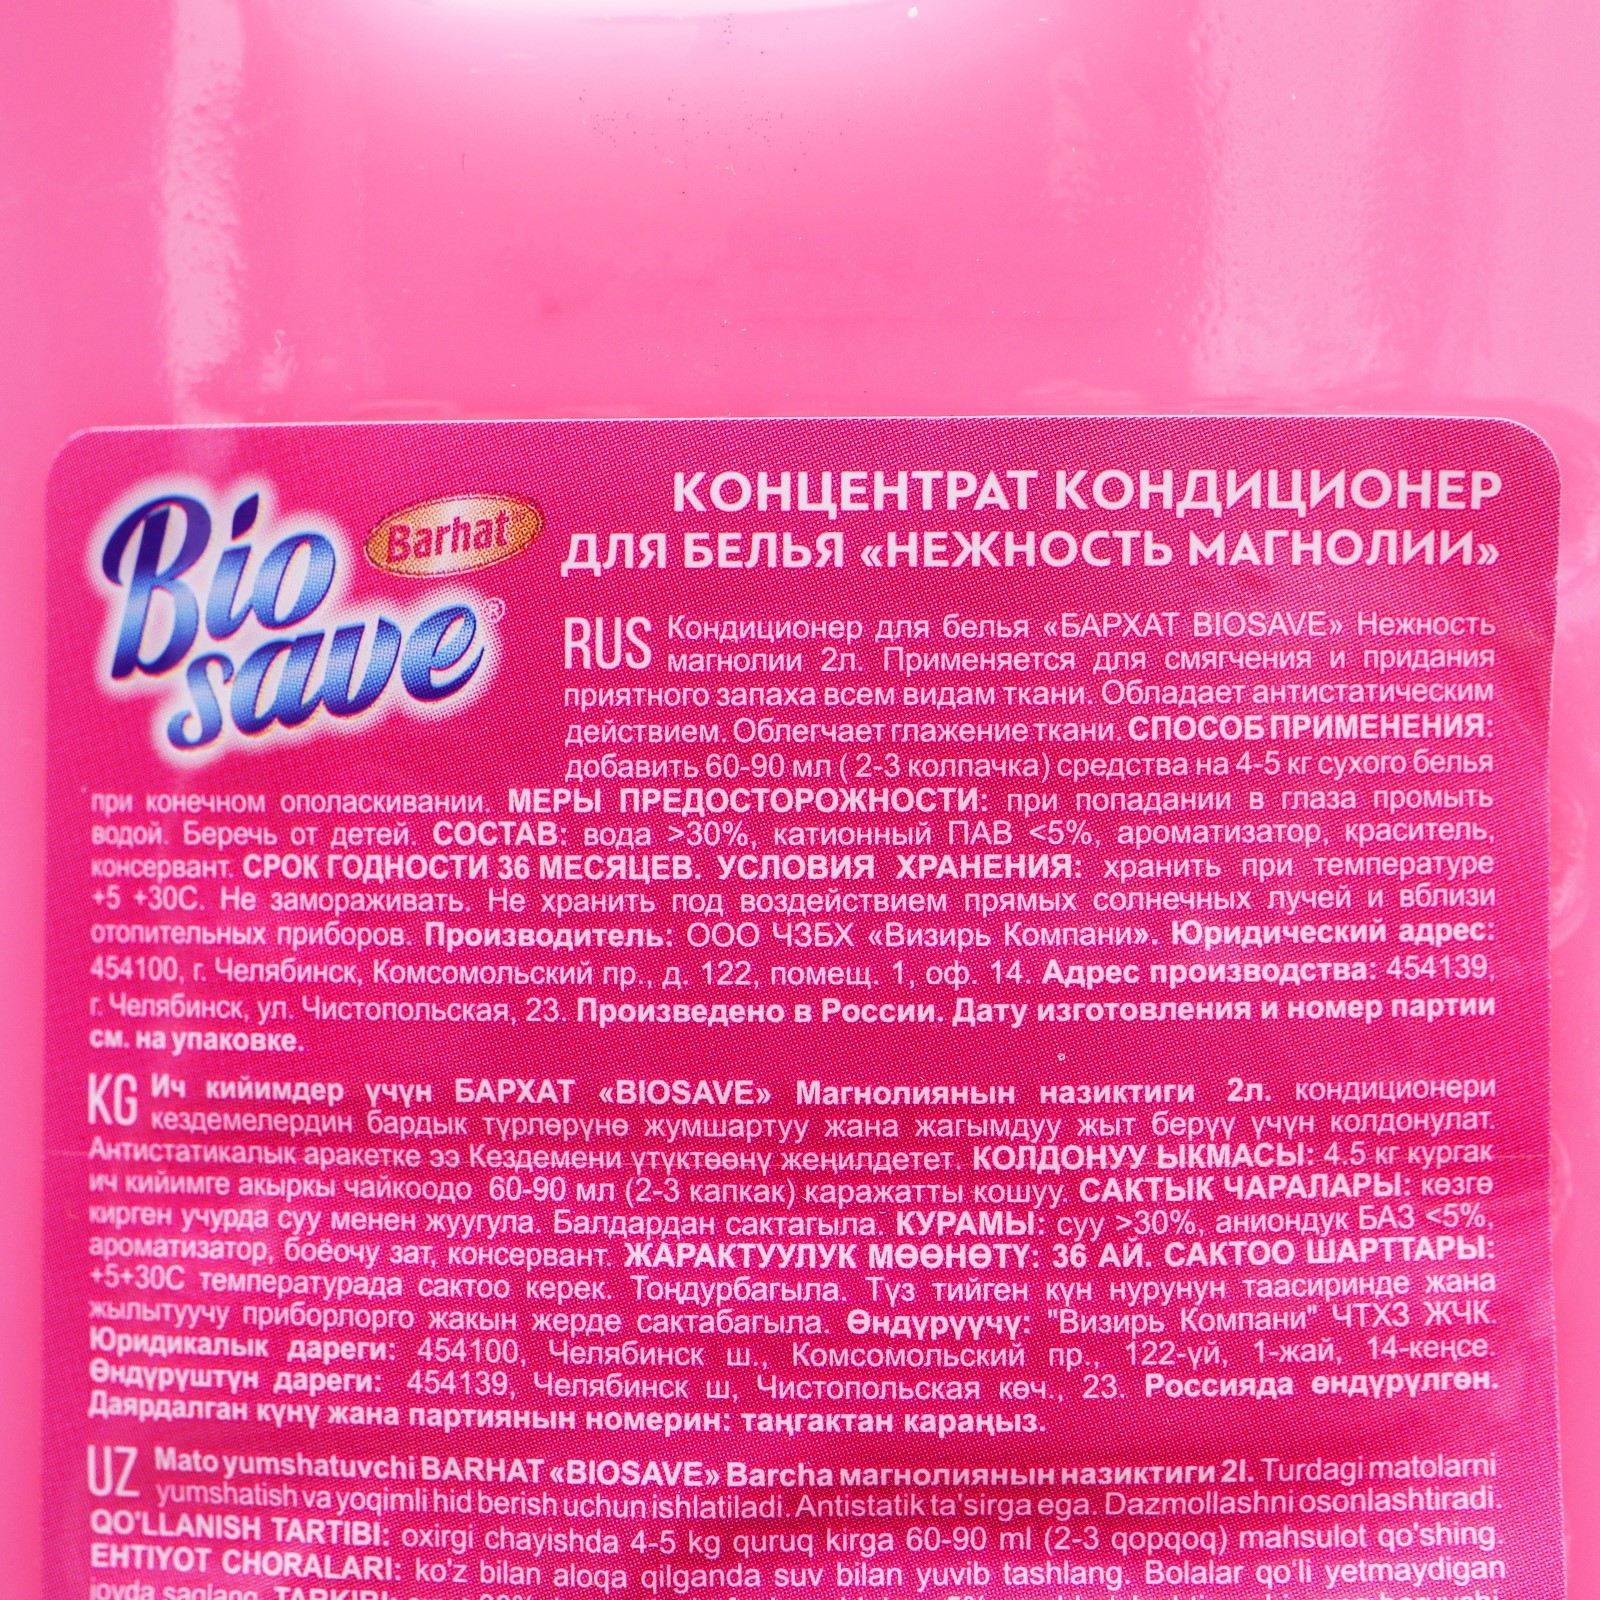 Bio
save®
Barhat
КОНЦЕНТРАТ КОНДИЦИОНЕР
ДЛЯ БЕЛЬЯ «НЕЖНОСТЬ МАГНОЛИИ»
RUS Кондиционер для белья «БАРХАТ BIOSAVE» Нежность
магнолии 2л. Применяется для смягчения и придания
приятного запаха всем видам ткани. Обладает антистатическим
действием. Облегчает глажение ткани. СПОСОБ ПРИМЕНЕНИЯ:
добавить 60-90 мл ( 2-3 колпачка) средства на 4-5 кг сухого белья
при конечном ополаскивании. МЕРЫ ПРЕДОСТОРОЖНОСТИ: при попадании в глаза промыть
водой. Беречь от детей. СОСТАВ: вода >30%, катионный ПАВ <5%, ароматизатор, краситель,
консервант. СРОК ГОДНОСТИ 36 МЕСЯЦЕВ. УСЛОВИЯ ХРАНЕНИЯ: хранить при температуре
+5 +30С. Не замораживать. Не хранить под воздействием прямых солнечных лучей и вблизи
отопительных приборов. Производитель: ООО ЧЗБХ «Визирь Компани». Юридический адрес:
454100, г. Челябинск, Комсомольский пр., д. 122, помещ. 1, оф. 14. Адрес производства: 454139,
г. Челябинск, ул. Чистопольская, 23. Произведено в России. Дату изготовления и номер партии
см. на упаковке.
KG Ич кийимдер үчүн БАРХАТ «BIOSAVE» Магнолиянын назиктиги 2л. кондиционери
кездемелердин бардык түрлөрүнө жумшартуу жана жагымдуу жыт берүү үчүн колдонулат.
Антистатикалык аракетке ээ Кездемени үтүктөөнү жеңилдетет. КОЛДОНУУ ЫКМАСЫ: 4.5 кг кургак
ич кийимге акыркы чайкоодо 60-90 мл (2-3 капкак) каражатты кошуу. САКТЫК ЧАРАЛАРЫ: көзгө
кирген учурда суу менен жуугула. Балдардан сактагыла. КУРАМЫ: суу >30%, аниондук БАЗ <5%,
ароматизатор, боёочу зат, консервант. ЖАРАКТУУЛУК МӨӨНӨТҮ: 36 АЙ. САКТОО ШАРТТАРЫ:
+5+30С температурада сактоо керек. Тоңдурбагыла. Түз тийген күн нурунун таасиринде жана
жылытуучу приборлорго жакын жерде сактабагыла. Өндүрүүчү: "Визирь Компани" ЧТХЗ ЖЧК.
Юридикалык дареги: 454100, Челябинск ш., Комсомольский пр., 122-үй, 1-жай, 14-кеңсе.
Өндүрүштүн дареги: 454139, Челябинск ш, Чистопольская көч., 23. Россияда өндүрүлгөн.
Даярдалган күнү жана партиянын номерин: таңгактан караңыз.
UZ Mato yumshatuvchi BARHAT «BIOSAVE» Barcha магнолиянын назиктиги 2l. Turdagi matolarni
yumshatish va yoqimli hid berish uchun ishlatiladi. Antistatik ta'sirga ega. Dazmollashni osonlashtiradi.
QO'LLANISH TARTIBI: oxirgi chayishda 4-5 kg quruq kirga 60-90 ml (2-3 qopqoq) mahsulot qo'shing.
EHTIYOT CHORALARI: ko'z bilan aloqa qilganda suv bilan yuvib tashlang. Bolalar qo'li yetmaydigan
joyda saqlang. TARKIBI: